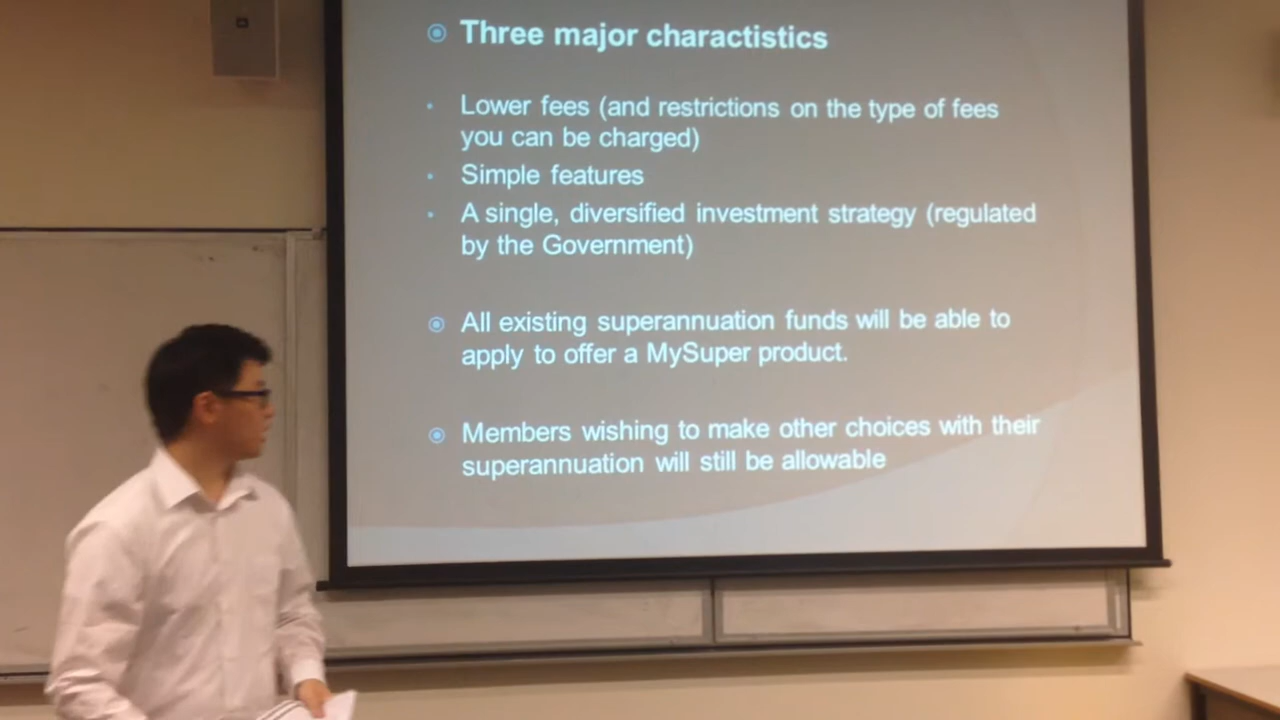 Three major charactistics
Lower fees (and restrictions on the type of fees
you can be charged)
Simple features
A single, diversified investment strategy (regulated
by the Government)
All existing superannuation funds will be able to
apply to offer a MySuper product.
Members wishing to make other choices with their
superannuation will still be allowable